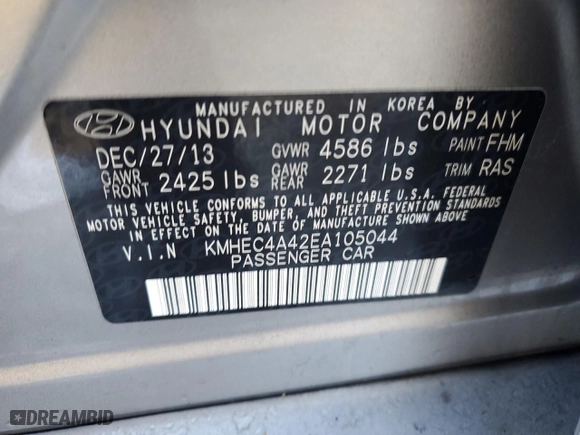 MANUFACTURED IN KOREA BY
HYUNDAI MOTOR COMPANY
DEC/27/13 GVWR 4586 lbs PAINT FHM
GAWR FRONT 2425 lbs GAWR REAR 2271 lbs TRIM RAS
THIS VEHICLE CONFORMS TO ALL APPLICABLE U.S.A. FEDERAL
MOTOR VEHICLE SAFETY, BUMPER, AND THEFT PREVENTION STANDARDS
IN EFFECT ON THE DATE OF MANUFACTURE SHOWN ABOVE
V.I.N KMHEC4A42EA105044
PASSENGER CAR
DREAMBID